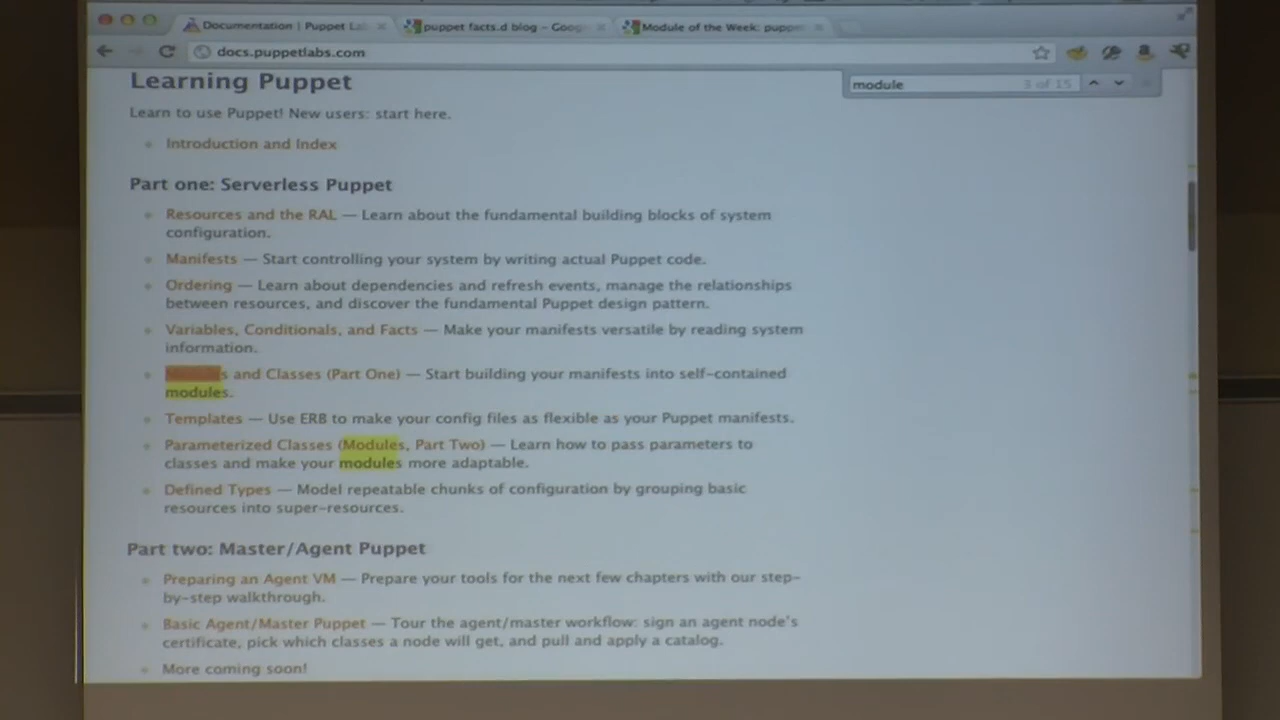 Documentation | Puppet La
puppet facts.d blog - Goog
Module of the Week: puppe
docs.puppetlabs.com
module
3 of 15
Learning Puppet
Learn to use Puppet! New users: start here.
Introduction and Index
Part one: Serverless Puppet
Resources and the RAL — Learn about the fundamental building blocks of system
configuration.
Manifests — Start controlling your system by writing actual Puppet code.
Ordering — Learn about dependencies and refresh events, manage the relationships
between resources, and discover the fundamental Puppet design pattern.
Variables, Conditionals, and Facts — Make your manifests versatile by reading system
information.
Modules and Classes (Part One) — Start building your manifests into self-contained
modules.
Templates — Use ERB to make your config files as flexible as your Puppet manifests.
Parameterized Classes (Modules, Part Two) — Learn how to pass parameters to
classes and make your modules more adaptable.
Defined Types — Model repeatable chunks of configuration by grouping basic
resources into super-resources.
Part two: Master/Agent Puppet
Preparing an Agent VM — Prepare your tools for the next few chapters with our step-
by-step walkthrough.
Basic Agent/Master Puppet — Tour the agent/master workflow: sign an agent node's
certificate, pick which classes a node will get, and pull and apply a catalog.
More coming soon!